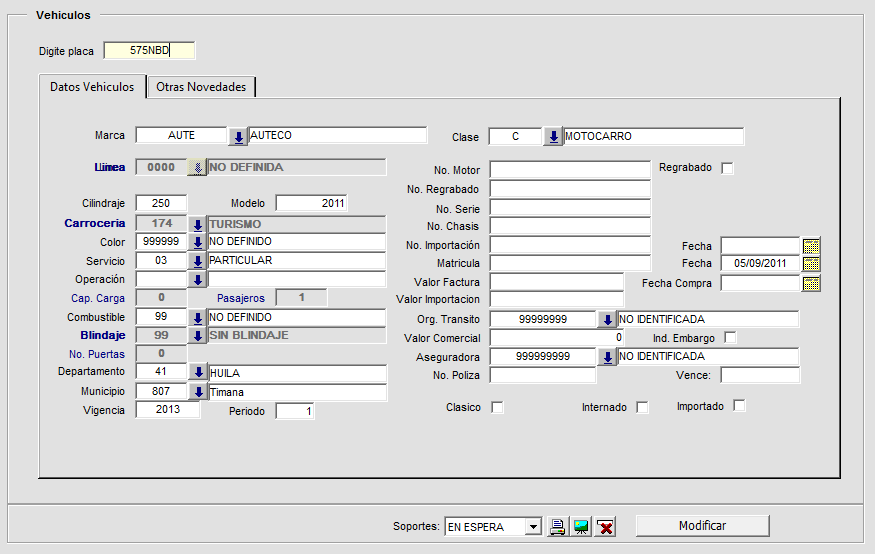 Vehiculos
Digite placa 575NBD
Datos Vehiculos Otras Novedades
Marca AUTE AUTECO
Linea 0000 NO DEFINIDA
Cilindraje 250 Modelo 2011
Carroceria 174 TURISMO
Color 999999 NO DEFINIDO
Servicio 03 PARTICULAR
Operación
Cap. Carga 0 Pasajeros 1
Combustible 99 NO DEFINIDO
Blindaje 99 SIN BLINDAJE
No. Puertas 0
Departamento 41 HUILA
Municipio 807 Timana
Vigencia 2013 Periodo 1
Clase C MOTOCARRO
No. Motor Regrabado
No. Regrabado
No. Serie
No. Chasis
No. Importación Fecha
Matricula Fecha 05/09/2011
Valor Factura Fecha Compra
Valor Importacion
Org. Transito 99999999 NO IDENTIFICADA
Valor Comercial 0 Ind. Embargo
Aseguradora 999999999 NO IDENTIFICADA
No. Poliza Vence:
Clasico Internado Importado
Soportes: EN ESPERA Modificar